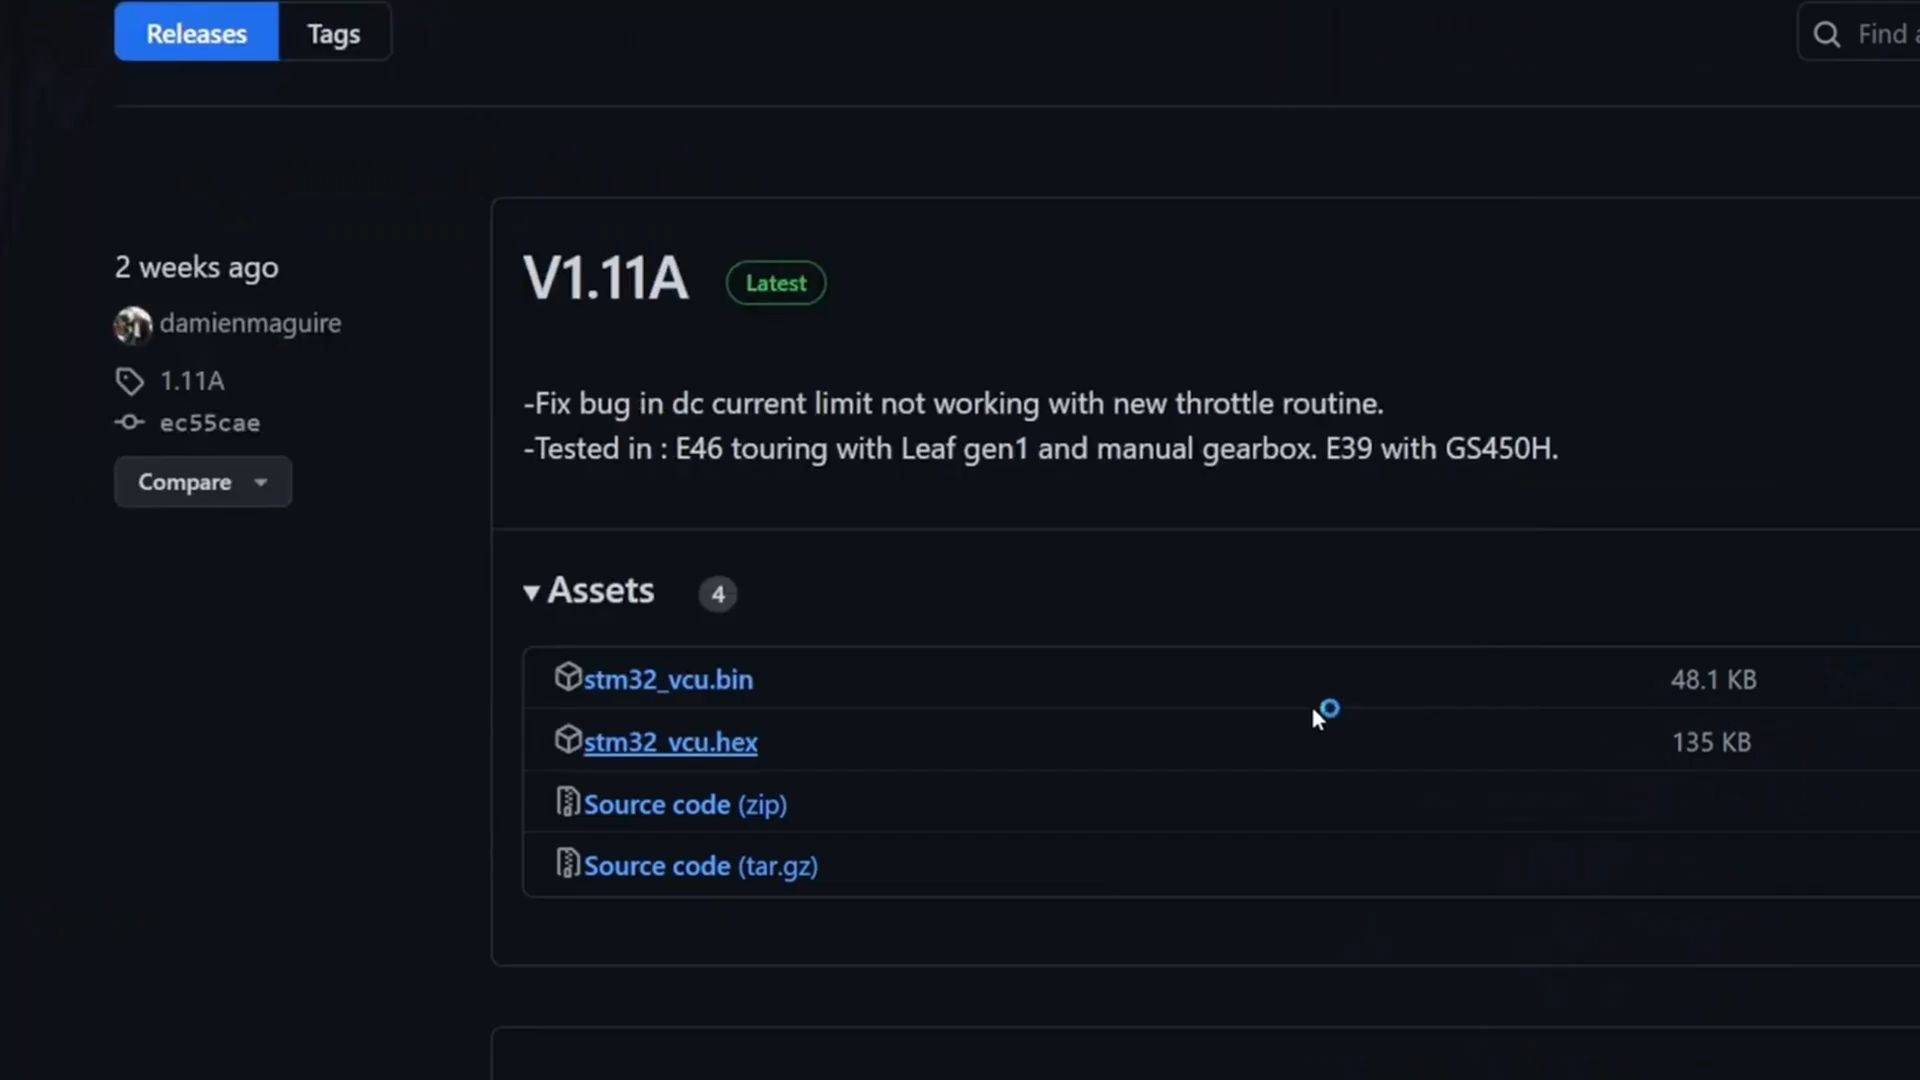 Releases
Tags
Find
2 weeks ago
damienmaguire
1.11A
ec55cae
Compare
V1.11A
Latest
-Fix bug in dc current limit not working with new throttle routine.
-Tested in : E46 touring with Leaf gen1 and manual gearbox. E39 with GS450H.
Assets 4
stm32_vcu.bin 48.1 KB
stm32_vcu.hex 135 KB
Source code (zip)
Source code (tar.gz)